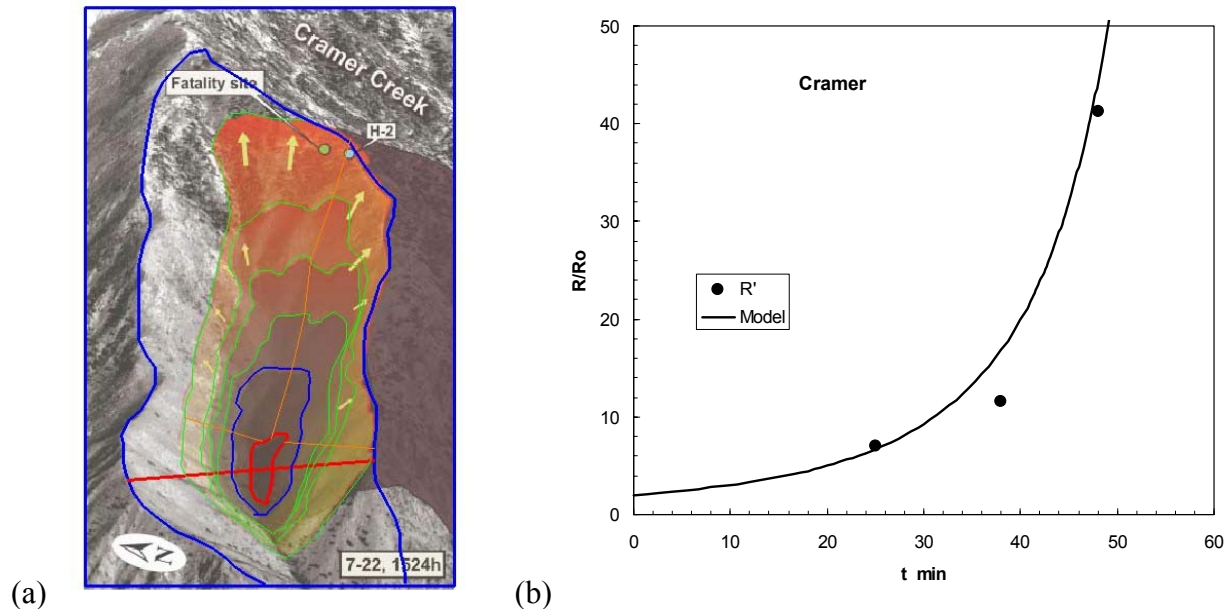 Cramer Creek
Fatality site
H-2
N
7-22, 1524h
(a)
Cramer
R/Ro
50
40
30
20
10
0
R'
Model
0 10 20 30 40 50 60
t min
(b)